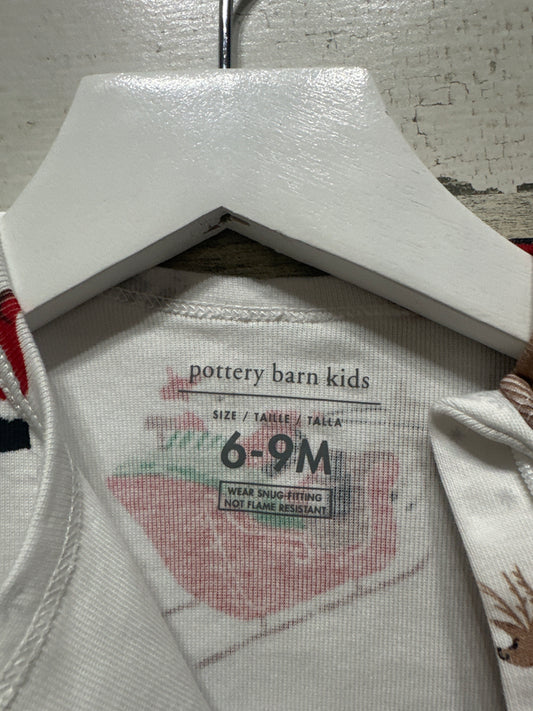 pottery barn kids
SIZE / TAILLE / TALLA
6-9M
WEAR SNUG-FITTING
NOT FLAME RESISTANT